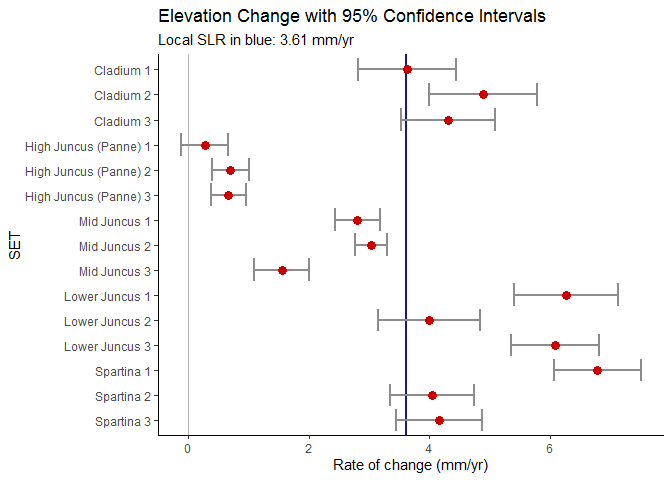 Elevation Change with 95% Confidence Intervals
Local SLR in blue: 3.61 mm/yr
SET
Cladium 1
Cladium 2
Cladium 3
High Juncus (Panne) 1
High Juncus (Panne) 2
High Juncus (Panne) 3
Mid Juncus 1
Mid Juncus 2
Mid Juncus 3
Lower Juncus 1
Lower Juncus 2
Lower Juncus 3
Spartina 1
Spartina 2
Spartina 3
0 2 4 6
Rate of change (mm/yr)